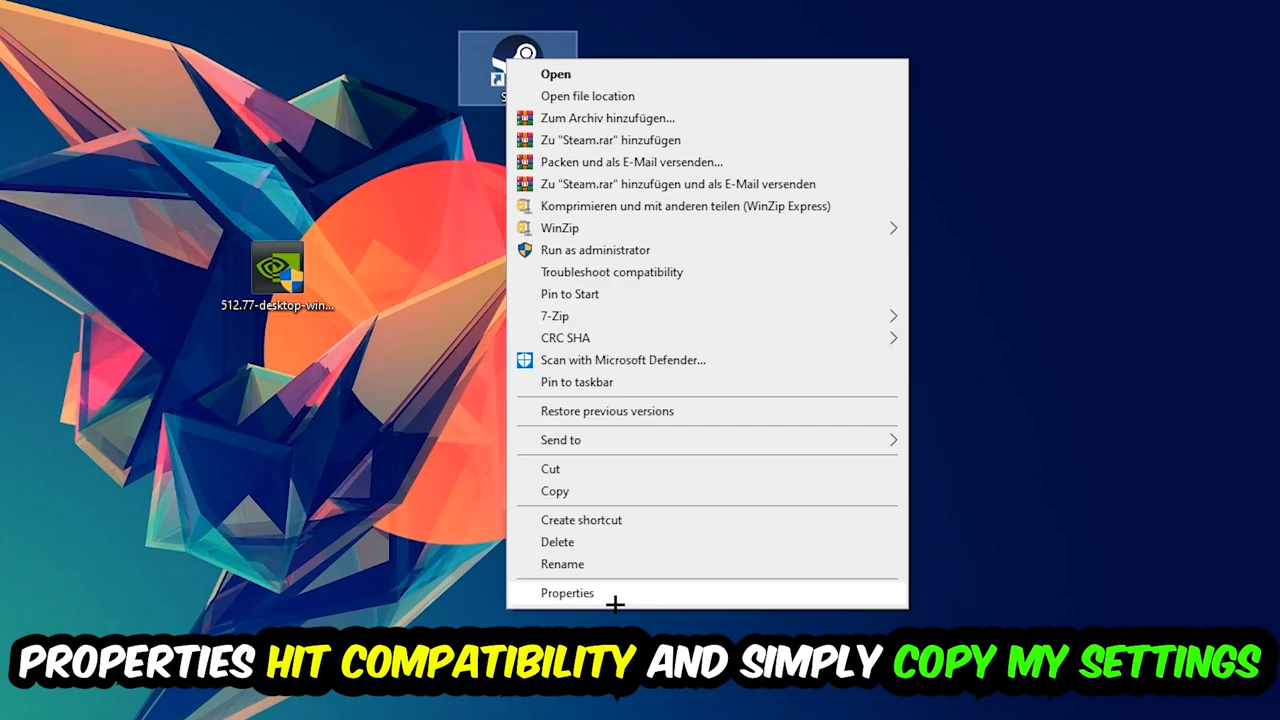 Open
Open file location
Zum Archiv hinzufügen...
Zu "Steam.rar" hinzufügen
Packen und als E-Mail versenden...
Zu "Steam.rar" hinzufügen und als E-Mail versenden
Komprimieren und mit anderen teilen (WinZip Express)
WinZip
Run as administrator
Troubleshoot compatibility
Pin to Start
7-Zip
CRC SHA
Scan with Microsoft Defender...
Pin to taskbar
Restore previous versions
Send to
Cut
Copy
Create shortcut
Delete
Rename
Properties
512.77-desktop-win...
PROPERTIES HIT COMPATIBILITY AND SIMPLY COPY MY SETTINGS